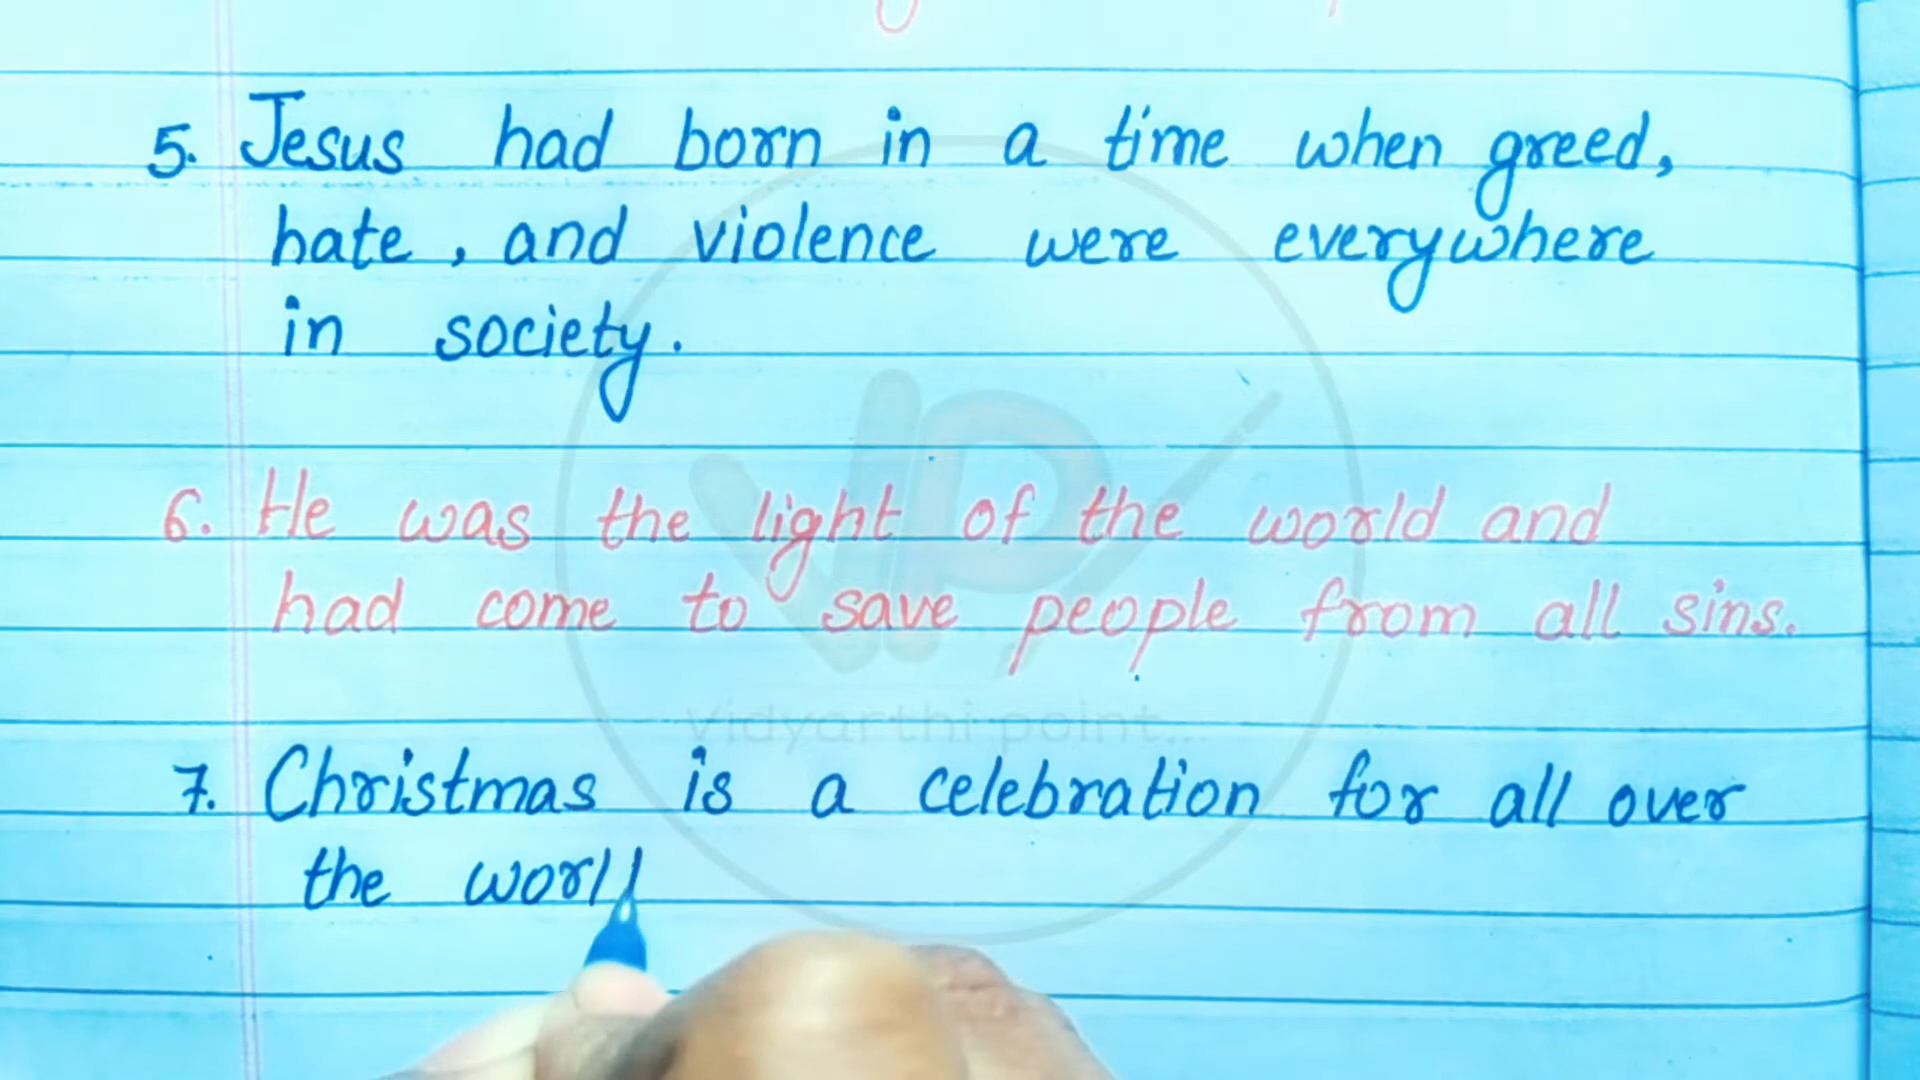 5. Jesus had born in a time when greed,
hate, and violence were everywhere
in society.
6. He was the light of the world and
had come to save people from all sins.
Vidyarthi point...
7. Christmas is a celebration for all over
the